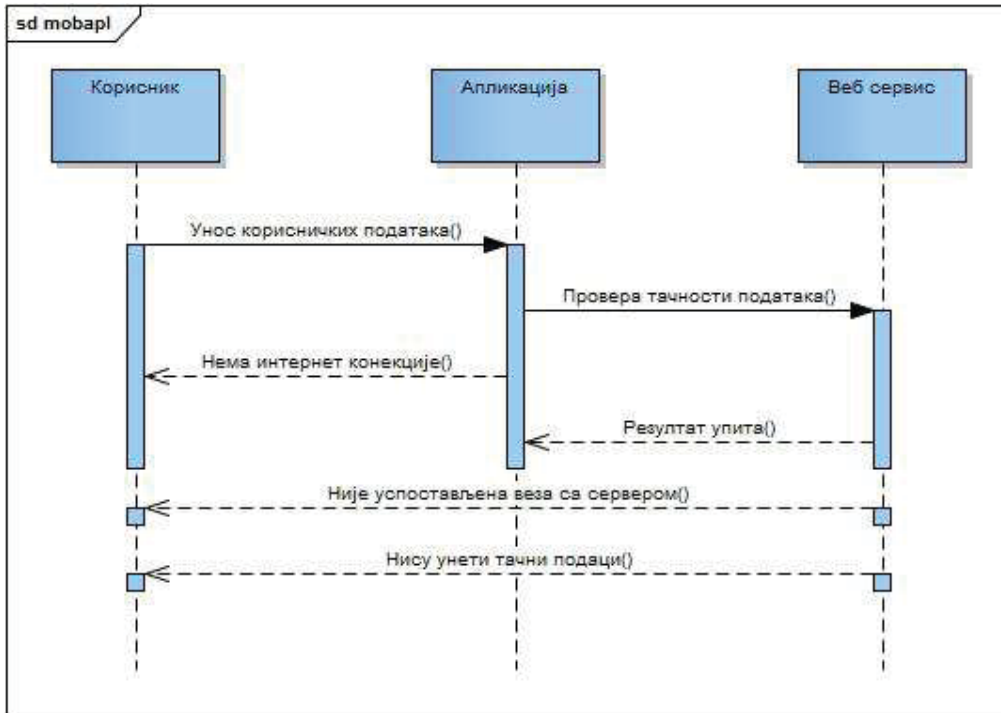 sd mobapl
Корисник
Апликација
Веб сервис
Унос корисничких података()
Провера тачности података()
Нема интернет конекције()
Резултат упита()
Није успостављена веза са сервером()
Нису унети тачни подаци()